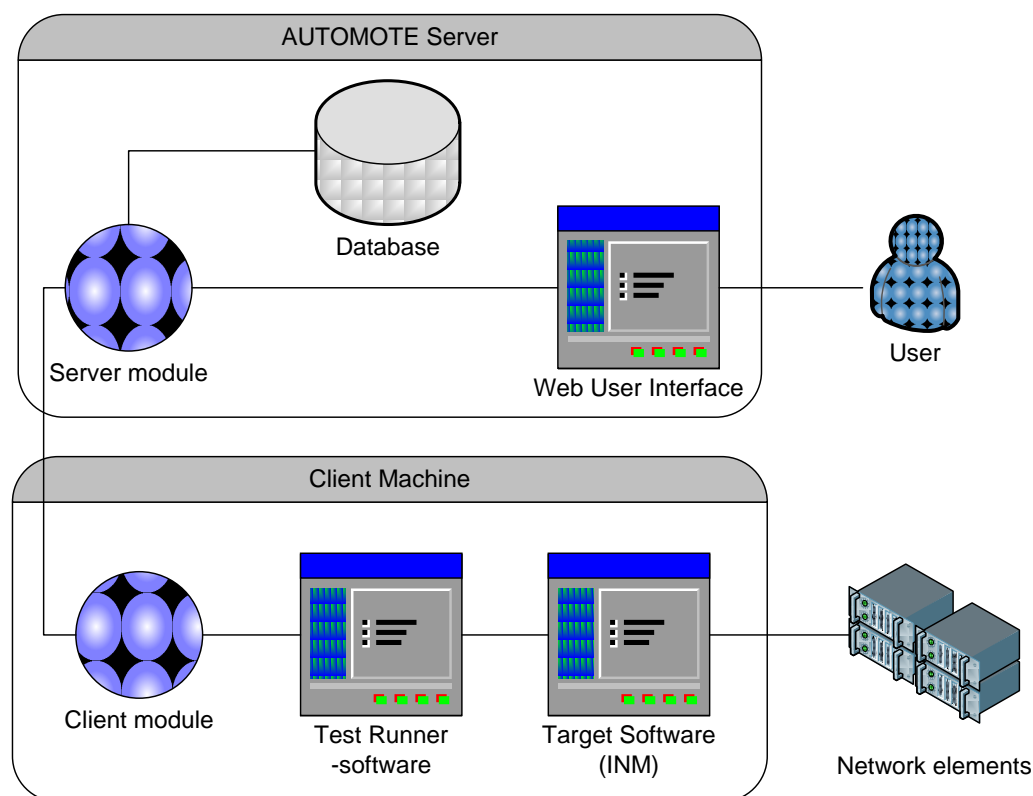 AUTOMOTE Server
Database
Server module
Web User Interface
User
Client Machine
Client module
Test Runner
-software
Target Software
(INM)
Network elements